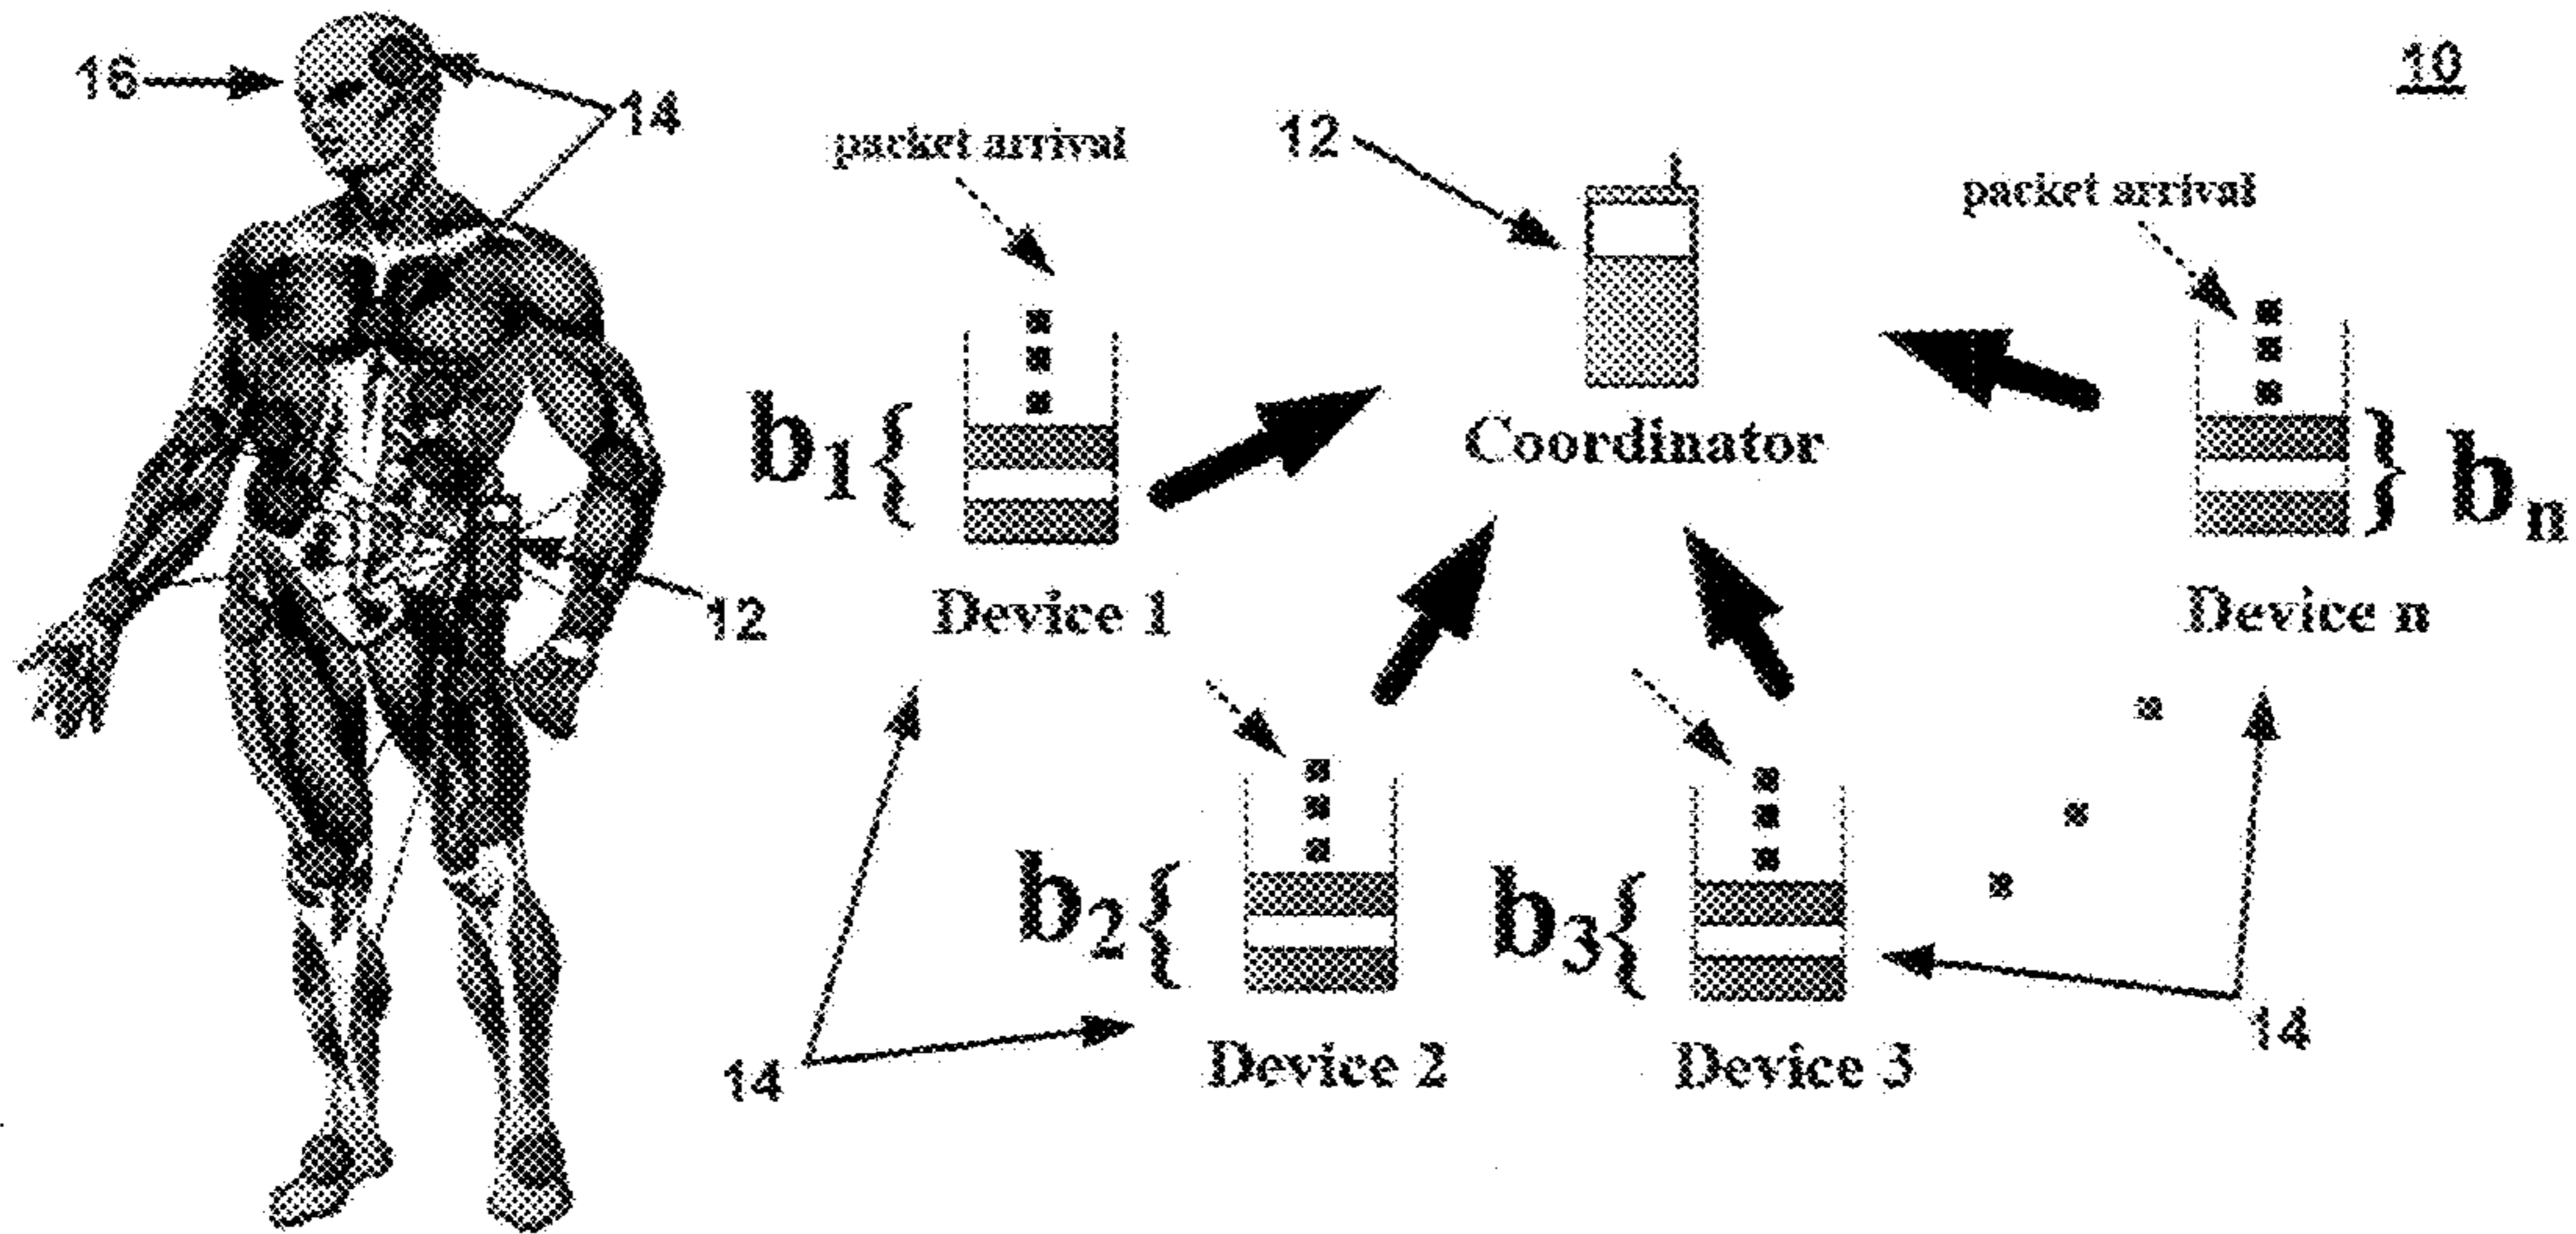 10
16
14
12
packet arrival
12
packet arrival
b1{
Coordinator
}bn
Device 1
Device n
12
b2{
b3{
14
14
Device 2
Device 3